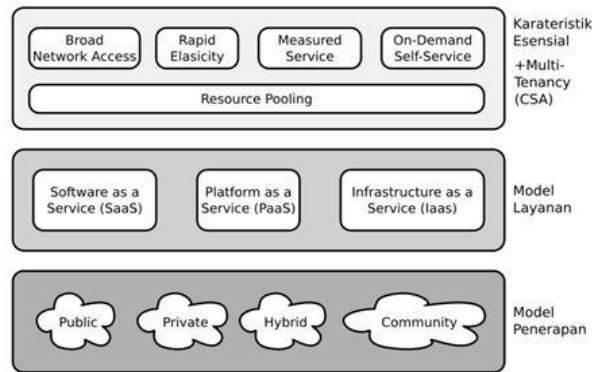 Broad
Network Access
Rapid
Elasicity
Measured
Service
On-Demand
Self-Service
Resource Pooling
Karateristik
Esensial
+Multi-
Tenancy
(CSA)
Software as a
Service (SaaS)
Platform as a
Service (PaaS)
Infrastructure as a
Service (Iaas)
Model
Layanan
Public
Private
Hybrid
Community
Model
Penerapan